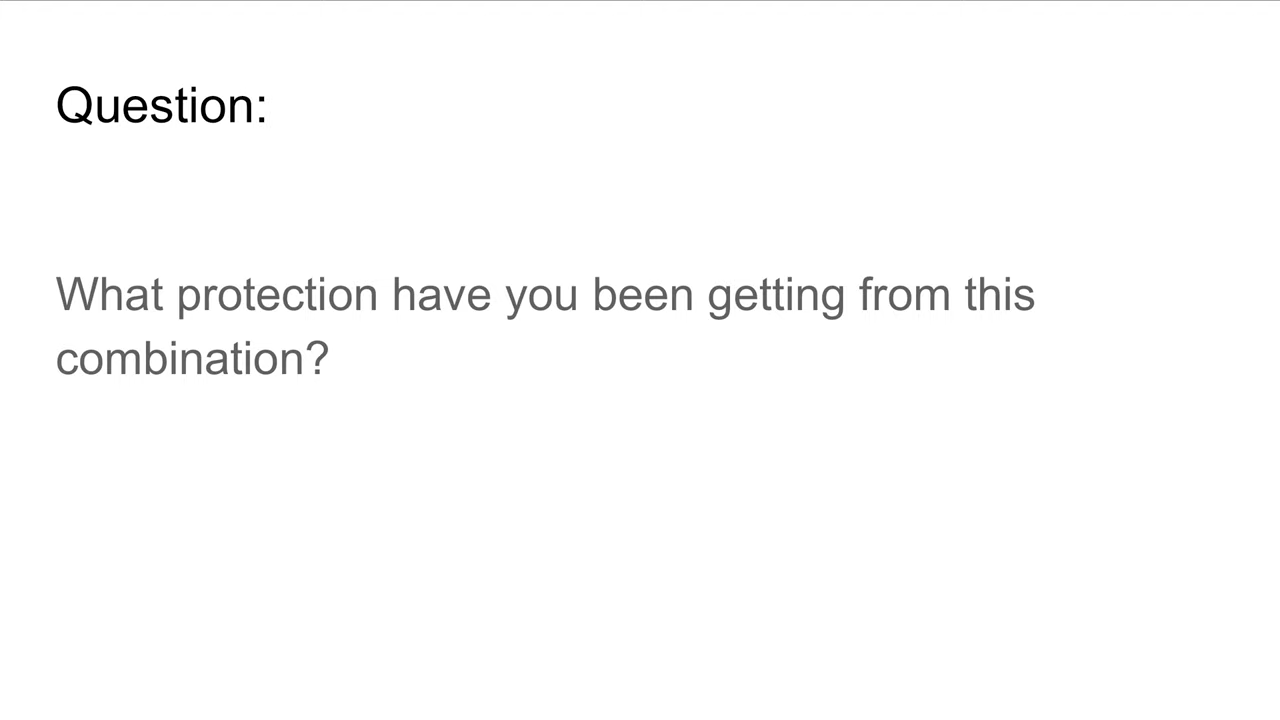 Question:
What protection have you been getting from this
combination?